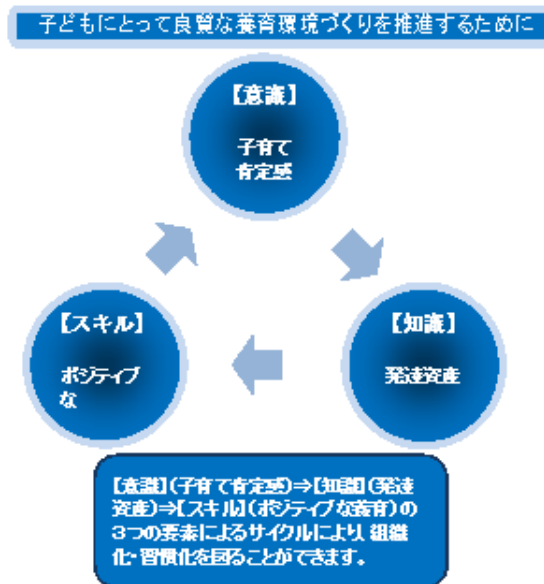 子どもにとって良質な養育環境づくりを推進するために
【意識】
子育て
肯定感
【スキル】
ポジティブ
な
【知識】
発達資産
【意識】(子育て肯定感)⇒【知識】(発達
資産)⇒【スキル】(ポジティブな養育)の
3つの要素によるサイクルにより、組織
化・習慣化を図ることができます。